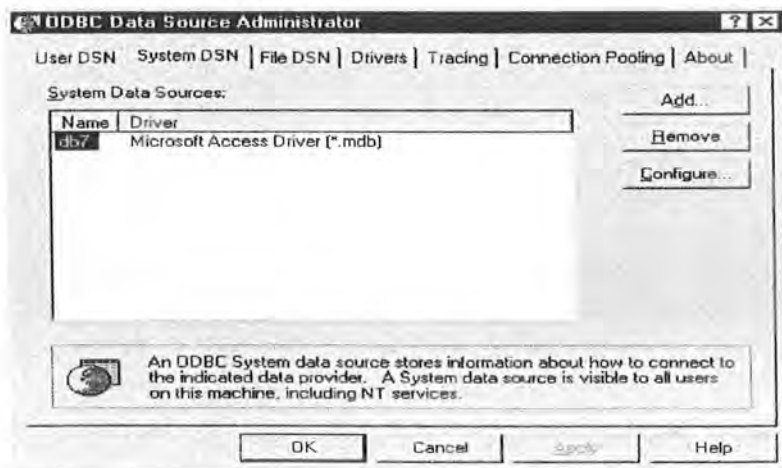 ODBC Data Source Administrator
User DSN System DSN File DSN Drivers Tracing Connection Pooling About
System Data Sources:
Add...
Name Driver
db7 Microsoft Access Driver (*.mdb)
Remove
Configure...
An ODBC System data source stores information about how to connect to
the indicated data provider. A System data source is visible to all users
on this machine, including NT services.
OK Cancel Apply Help